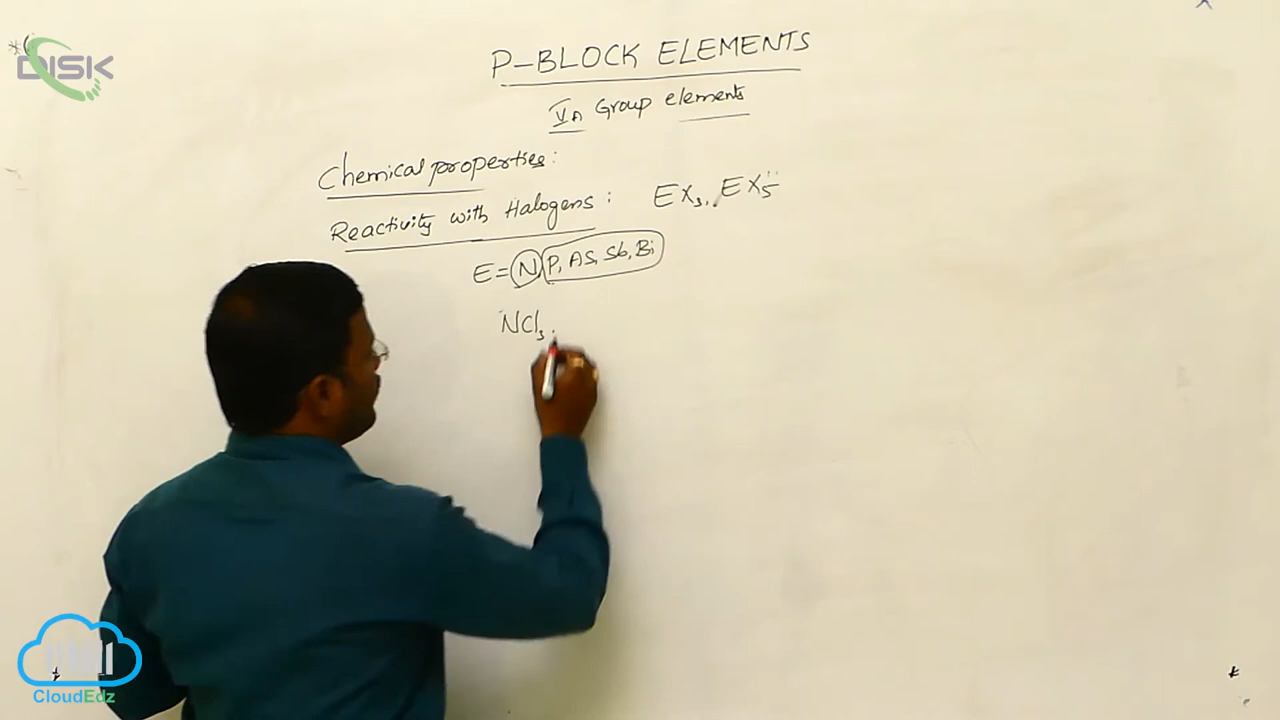 DISK
P-BLOCK ELEMENTS
VA Group elements
Chemical properties:
Reactivity with Halogens: EX3, EX5
E=N, P, As, Sb, Bi
NCl3.
CloudEdz